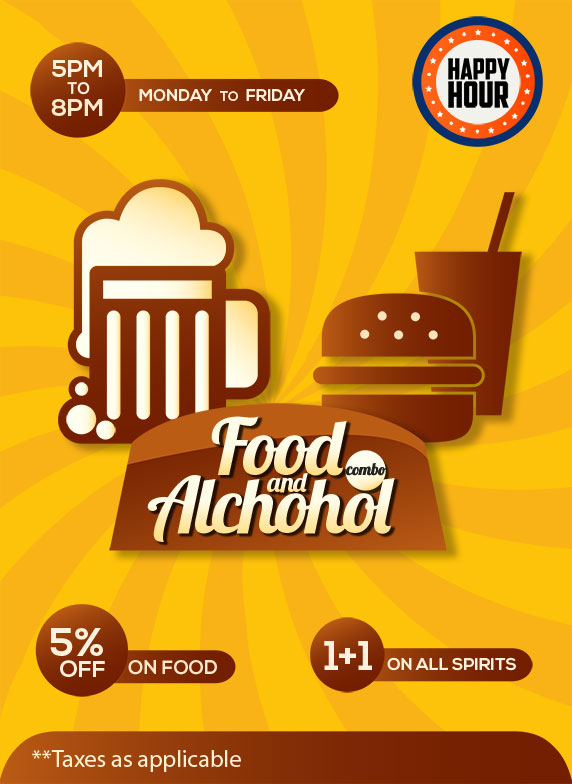 5PM
TO
8PM
MONDAY TO FRIDAY
HAPPY
HOUR
Food
combo
and
Alchohol
5%
OFF
ON FOOD
1+1
ON ALL SPIRITS
**Taxes as applicable